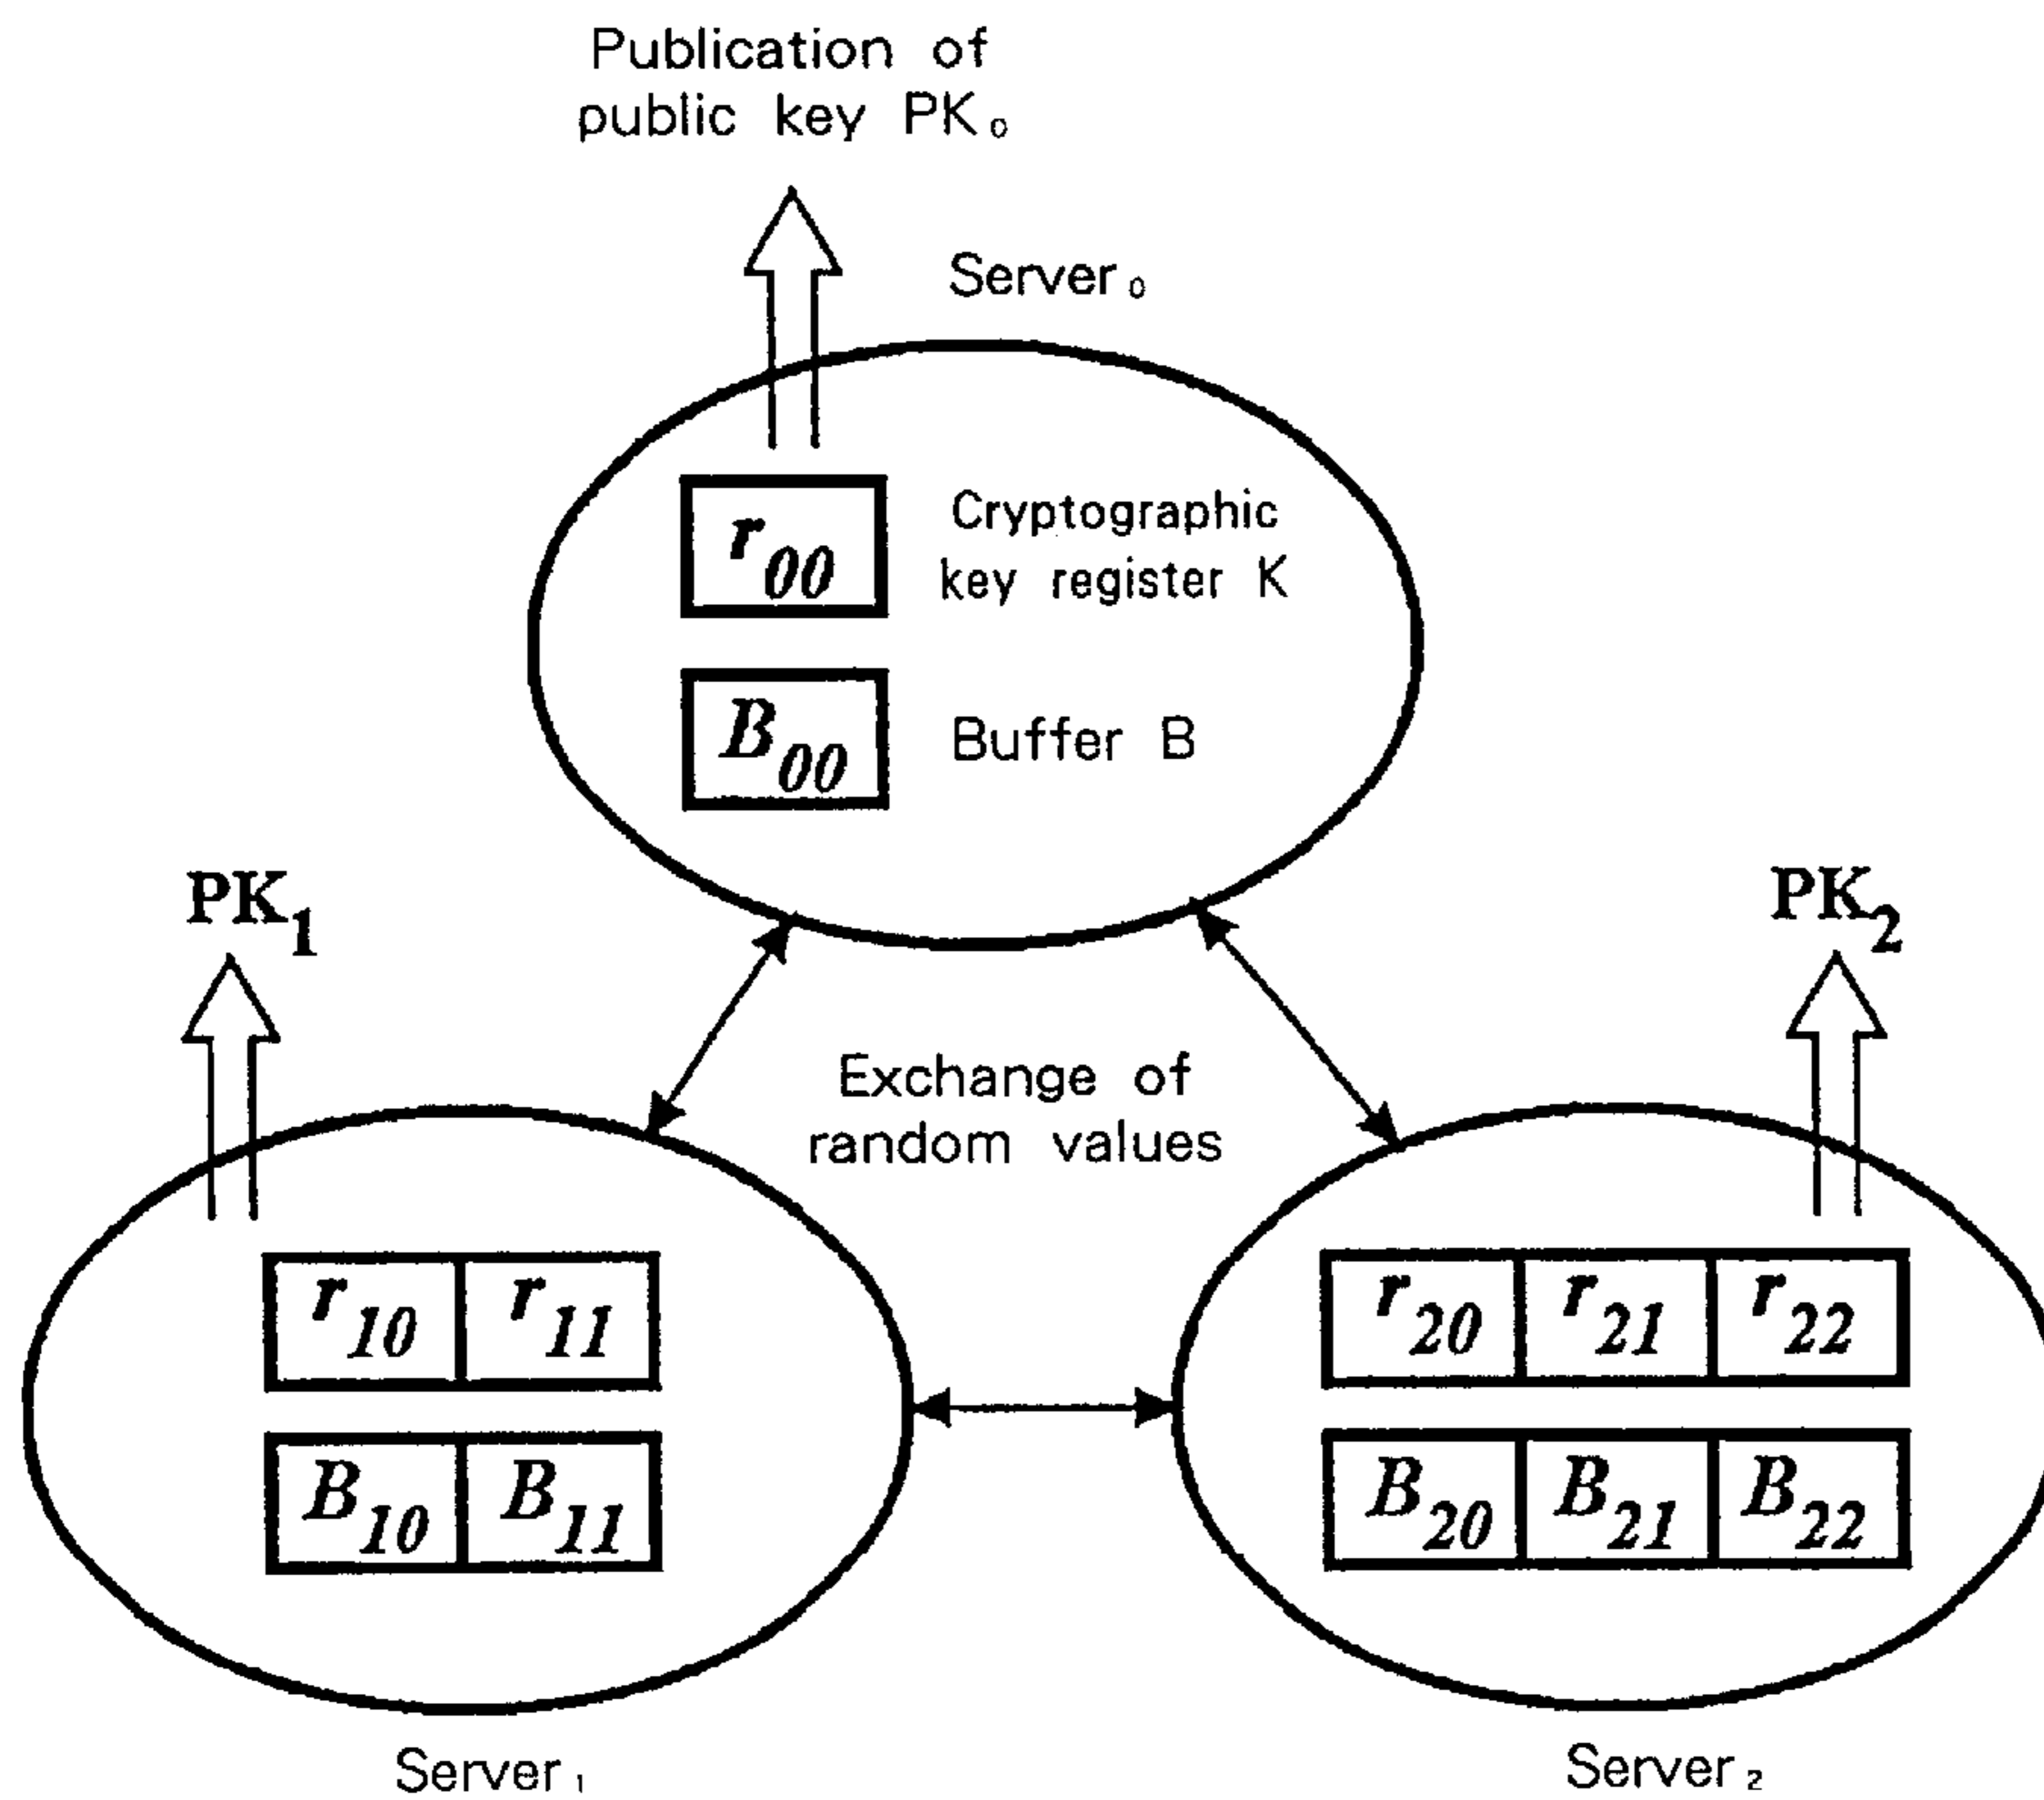 Publication of
public key PK₀
Server₀
r₀₀
Cryptographic
key register K
B₀₀
Buffer B
PK₁
PK₂
Exchange of
random values
r₁₀ r₁₁
r₂₀ r₂₁ r₂₂
B₁₀ B₁₁
B₂₀ B₂₁ B₂₂
Server₁
Server₂